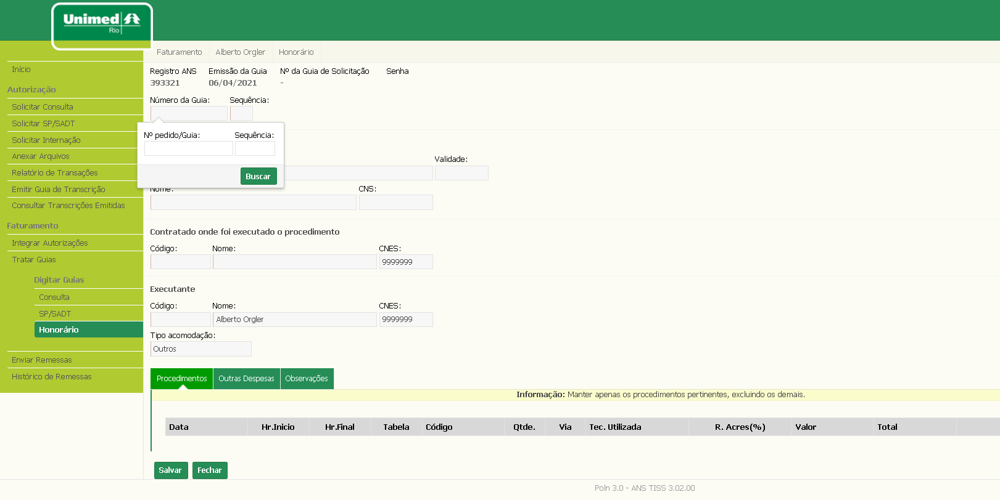 Unimed
Rio
Faturamento Alberto Orgler Honorário
Início
Autorização
Solicitar Consulta
Solicitar SP/SADT
Solicitar Internação
Anexar Arquivos
Relatório de Transações
Emitir Guia de Transcrição
Consultar Transcrições Emitidas
Faturamento
Integrar Autorizações
Tratar Guias
Digitar Guias
Consulta
SP/SADT
Honorário
Enviar Remessas
Histórico de Remessas
Registro ANS Emissão da Guia Nº da Guia de Solicitação Senha
393321 06/04/2021 -
Número da Guia: Sequência:
Nº pedido/Guia: Sequência:
Buscar
Validade:
Nome: CNS:
Contratado onde foi executado o procedimento
Código: Nome: CNES:
9999999
Executante
Código: Nome: CNES:
Alberto Orgler 9999999
Tipo acomodação:
Outros
Procedimentos Outras Despesas Observações
Informação: Manter apenas os procedimentos pertinentes, excluindo os demais.
Data Hr.Inicio Hr.Final Tabela Código Qtde. Via Tec. Utilizada R. Acres(%) Valor Total
Salvar Fechar
Poln 3.0 - ANS TISS 3.02.00